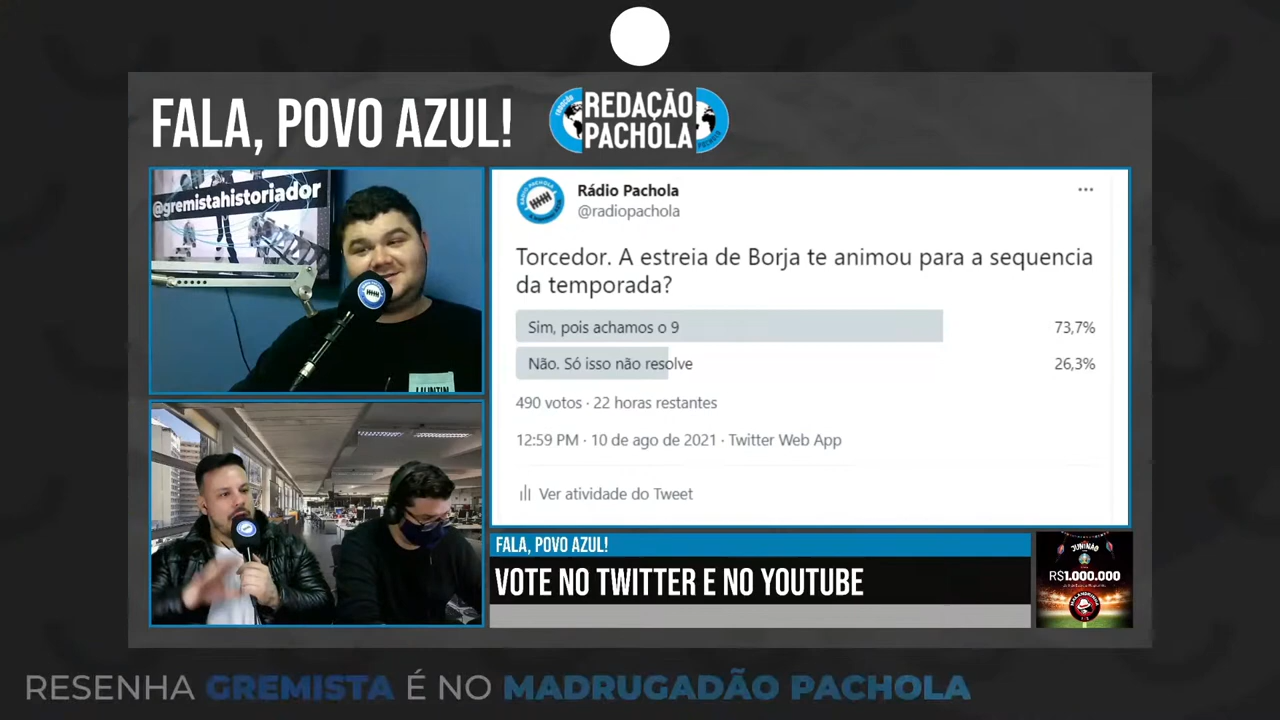 FALA, POVO AZUL!
REDAÇÃO
PACHOLA
@gremistahistoriador
Rádio Pachola
@radiopachola
Torcedor. A estreia de Borja te animou para a sequencia
da temporada?
Sim, pois achamos o 9 73,7%
Não. Só isso não resolve 26,3%
490 votos · 22 horas restantes
12:59 PM · 10 de ago de 2021 · Twitter Web App
Ver atividade do Tweet
FALA, POVO AZUL!
VOTE NO TWITTER E NO YOUTUBE
JUNINÃO
R$1.000.000
MALANDRINHA
RESENHA GREMISTA É NO MADRUGADÃO PACHOLA